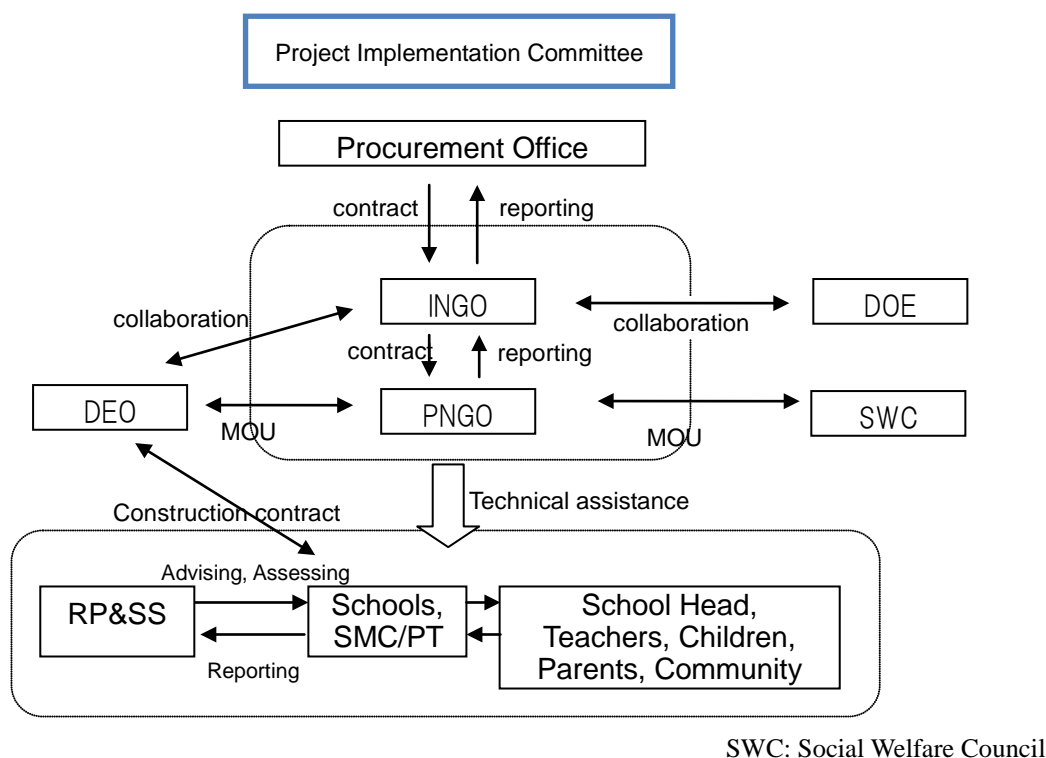 Project Implementation Committee
Procurement Office
contract
reporting
INGO
DOE
collaboration
collaboration
contract
reporting
DEO
PNGO
SWC
MOU
MOU
Technical assistance
Construction contract
Advising, Assessing
RP&SS
Schools,
SMC/PT
School Head,
Teachers, Children,
Parents, Community
Reporting
SWC: Social Welfare Council